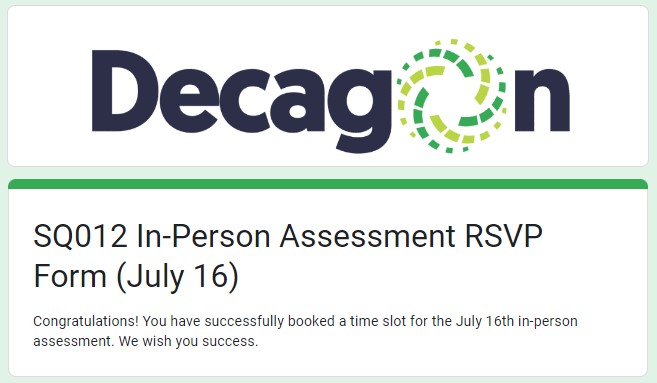 Decagon
SQ012 In-Person Assessment RSVP
Form (July 16)
Congratulations! You have successfully booked a time slot for the July 16th in-person
assessment. We wish you success.